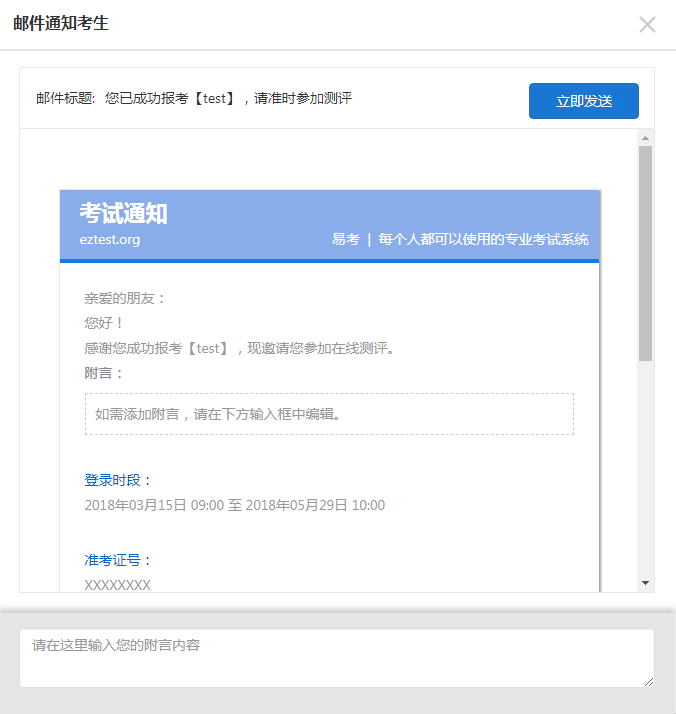 邮件通知考生
邮件标题: 您已成功报考【test】，请准时参加测评
立即发送
考试通知
eztest.org
易考 | 每个人都可以使用的专业考试系统
亲爱的朋友：
您好！
感谢您成功报考【test】，现邀请您参加在线测评。
附言：
如需添加附言，请在下方输入框中编辑。
登录时段：
2018年03月15日 09:00 至 2018年05月29日 10:00
准考证号：
XXXXXXXX
请在这里输入您的附言内容